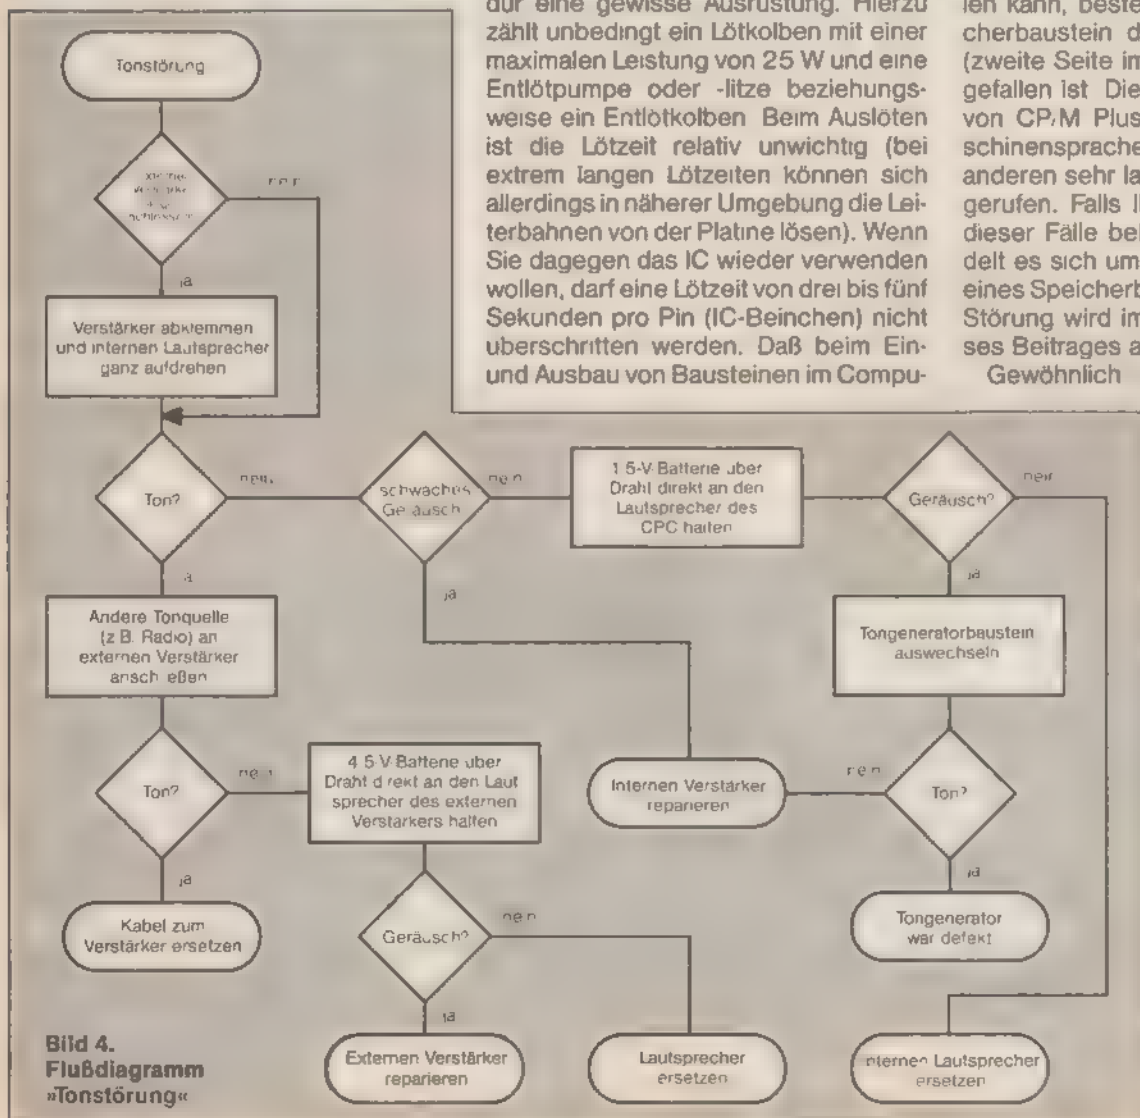 dür eine gewisse Ausrüstung. Hierzu
zählt unbedingt ein Lötkolben mit einer
maximalen Leistung von 25 W und eine
Entlötpumpe oder -litze beziehungs-
weise ein Entlötkolben Beim Auslöten
ist die Lötzeit relativ unwichtig (bei
extrem langen Lötzeiten können sich
allerdings in näherer Umgebung die Lei-
terbahnen von der Platine lösen). Wenn
Sie dagegen das IC wieder verwenden
wollen, darf eine Lötzeit von drei bis fünf
Sekunden pro Pin (IC-Beinchen) nicht
uberschritten werden. Daß beim Ein-
und Ausbau von Bausteinen im Compu-
len kann, beste
cherbaustein d
(zweite Seite im
gefallen ist Die
von CP/M Plus
schinensprache
anderen sehr la
gerufen. Falls I
dieser Fälle bel
delt es sich um
eines Speicherb
Störung wird im
ses Beitrages a
Gewöhnlich
Tonstörung
nein
ja
Verstärker abklemmen
und internen Lautsprecher
ganz aufdrehen
Ton?
nein
schwaches
Geräusch
nein
1 5-V-Batterie uber
Draht direkt an den
Lautsprecher des
CPC halten
Geräusch?
nein
ja
ja
ja
Andere Tonquelle
(z B. Radio) an
externen Verstärker
anschließen
Tongeneratorbaustein
auswechseln
Ton?
nein
4 5-V-Batterie uber
Draht direkt an den Laut
sprecher des externen
Verstärkers halten
Internen Verstärker
reparieren
nein
Ton?
ja
ja
Kabel zum
Verstärker ersetzen
Geräusch?
nein
Tongenerator
war defekt
ja
Bild 4.
Flußdiagramm
»Tonstörung«
Externen Verstärker
reparieren
Lautsprecher
ersetzen
Internen Lautsprecher
ersetzen